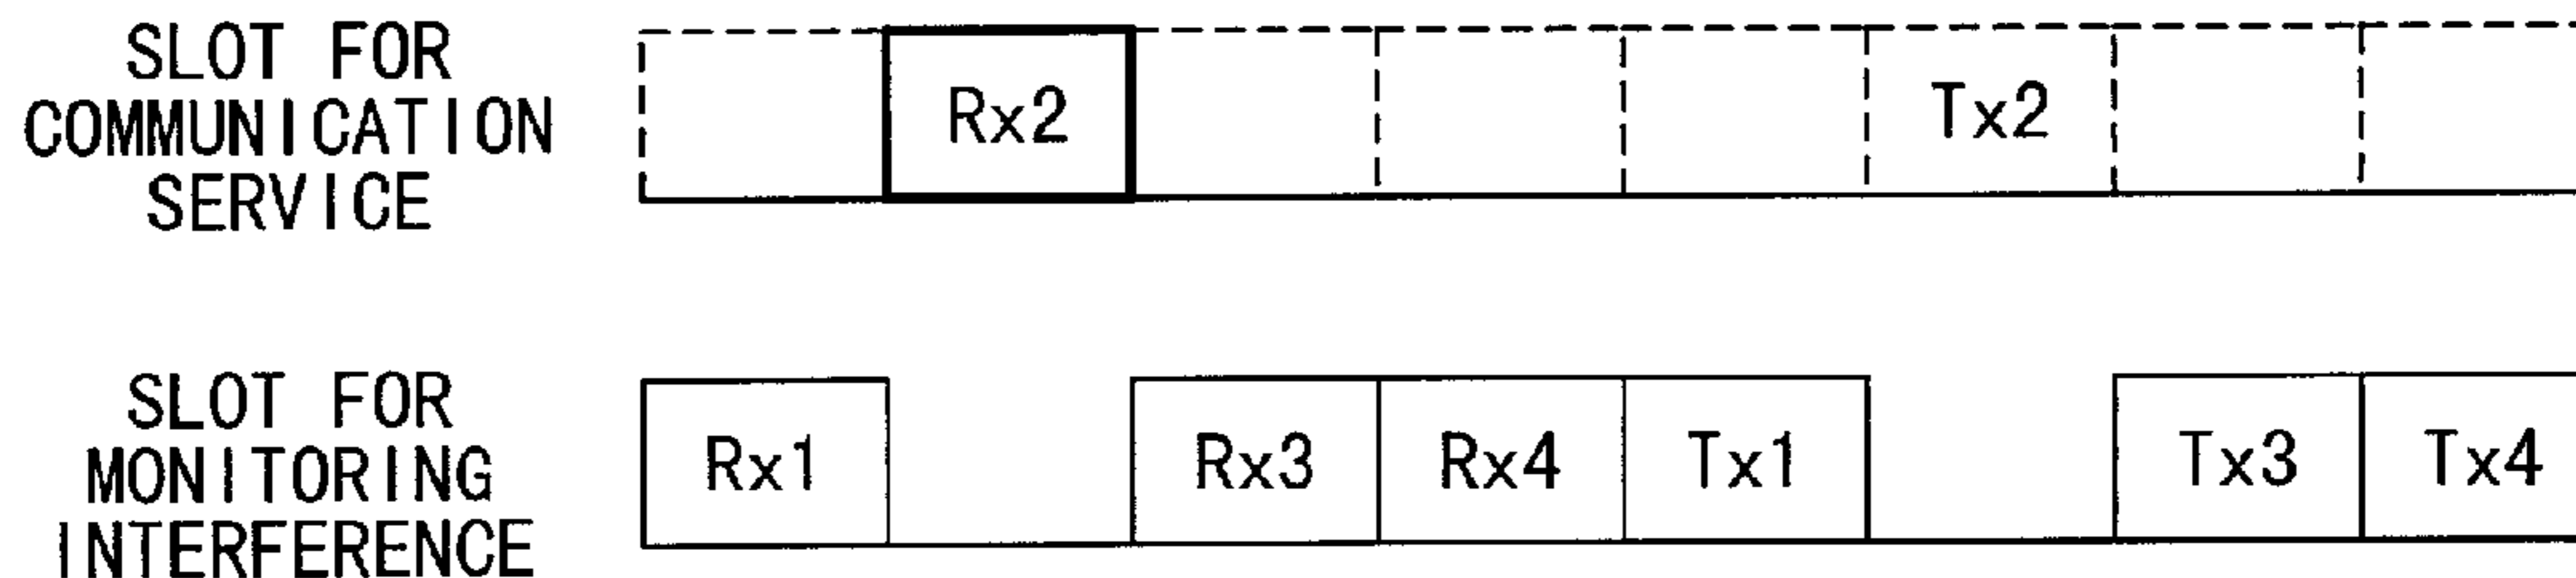 SLOT FOR
COMMUNICATION
SERVICE
Rx2
Tx2
SLOT FOR
MONITORING
INTERFERENCE
Rx1
Rx3
Rx4
Tx1
Tx3
Tx4